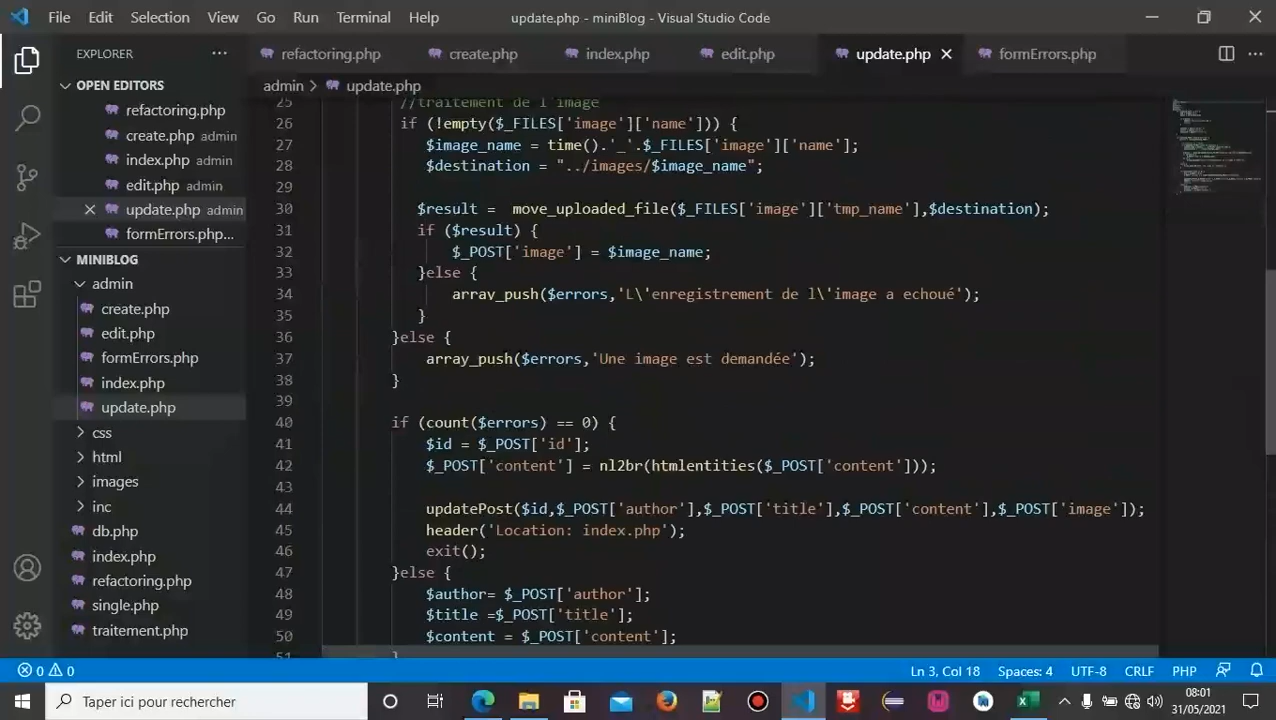 File Edit Selection View Go Run Terminal Help update.php - miniBlog - Visual Studio Code
EXPLORER
OPEN EDITORS
refactoring.php
create.php admin
index.php admin
edit.php admin
update.php admin
formErrors.php...
MINIBLOG
admin
create.php
edit.php
formErrors.php
index.php
update.php
css
html
images
inc
db.php
index.php
refactoring.php
single.php
traitement.php
refactoring.php create.php index.php edit.php update.php formErrors.php
admin > update.php
25 //traitement de l'image
26 if (!empty($_FILES['image']['name'])) {
27 $image_name = time().'_'.$_FILES['image']['name'];
28 $destination = "../images/$image_name";
29
30 $result = move_uploaded_file($_FILES['image']['tmp_name'],$destination);
31 if ($result) {
32 $_POST['image'] = $image_name;
33 }else {
34 array_push($errors,'L\'enregistrement de l\'image a echoué');
35 }
36 }else {
37 array_push($errors,'Une image est demandée');
38 }
39
40 if (count($errors) == 0) {
41 $id = $_POST['id'];
42 $_POST['content'] = nl2br(htmlentities($_POST['content']));
43
44 updatePost($id,$_POST['author'],$_POST['title'],$_POST['content'],$_POST['image']);
45 header('Location: index.php');
46 exit();
47 }else {
48 $author= $_POST['author'];
49 $title =$_POST['title'];
50 $content = $_POST['content'];
51 }
0 0 Ln 3, Col 18 Spaces: 4 UTF-8 CRLF PHP
Taper ici pour rechercher
08:01
31/05/2021